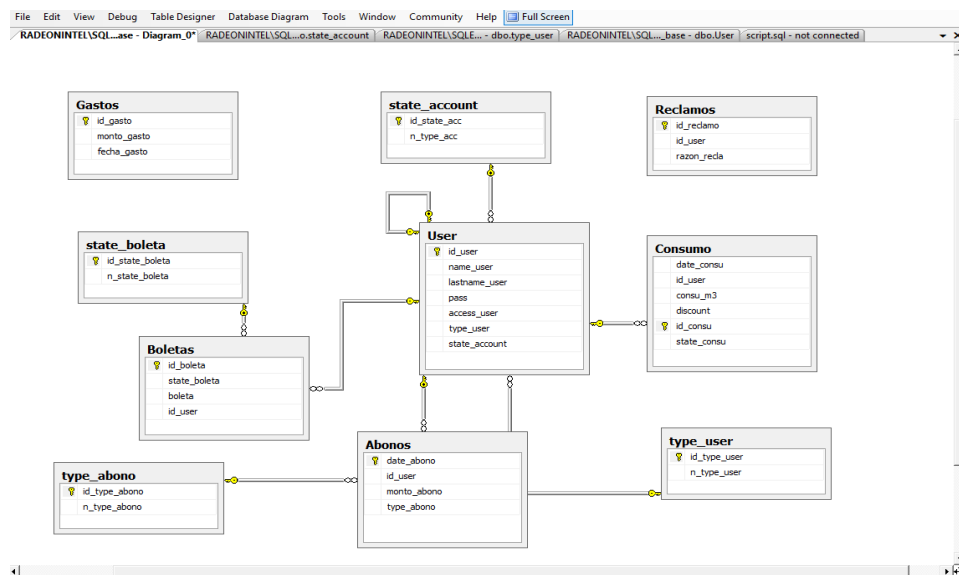 File Edit View Debug Table Designer Database Diagram Tools Window Community Help Full Screen
RADEONINTEL\SQL...ase - Diagram_0* RADEONINTEL\SQL...o.state_account RADEONINTEL\SQLE... - dbo.type_user RADEONINTEL\SQL..._base - dbo.User script.sql - not connected
Gastos
id_gasto
monto_gasto
fecha_gasto
state_account
id_state_acc
n_type_acc
Reclamos
id_reclamo
id_user
razon_recla
state_boleta
id_state_boleta
n_state_boleta
User
id_user
name_user
lastname_user
pass
access_user
type_user
state_account
Consumo
date_consu
id_user
consu_m3
discount
id_consu
state_consu
Boletas
id_boleta
state_boleta
boleta
id_user
type_abono
id_type_abono
n_type_abono
Abonos
date_abono
id_user
monto_abono
type_abono
type_user
id_type_user
n_type_user